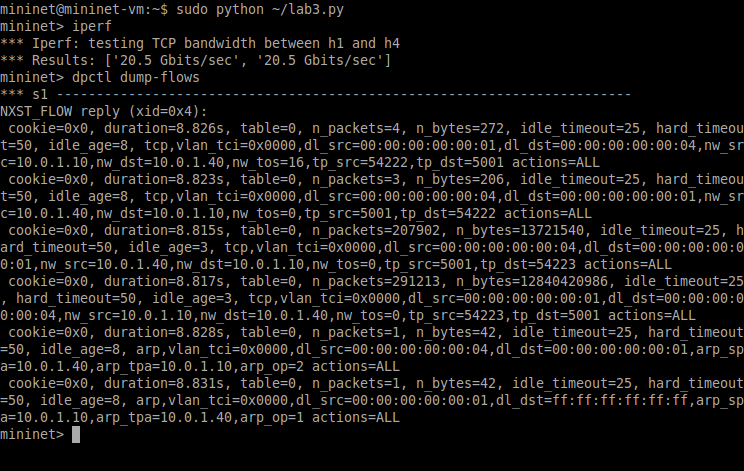 mininet@mininet-vm:~$ sudo python ~/lab3.py
mininet> iperf
*** Iperf: testing TCP bandwidth between h1 and h4
*** Results: ['20.5 Gbits/sec', '20.5 Gbits/sec']
mininet> dpctl dump-flows
*** s1 ------------------------------------------------------------------------
NXST_FLOW reply (xid=0x4):
 cookie=0x0, duration=8.826s, table=0, n_packets=4, n_bytes=272, idle_timeout=25, hard_timeou
t=50, idle_age=8, tcp,vlan_tci=0x0000,dl_src=00:00:00:00:00:01,dl_dst=00:00:00:00:00:04,nw_sr
c=10.0.1.10,nw_dst=10.0.1.40,nw_tos=16,tp_src=54222,tp_dst=5001 actions=ALL
 cookie=0x0, duration=8.823s, table=0, n_packets=3, n_bytes=206, idle_timeout=25, hard_timeou
t=50, idle_age=8, tcp,vlan_tci=0x0000,dl_src=00:00:00:00:00:04,dl_dst=00:00:00:00:00:01,nw_sr
c=10.0.1.40,nw_dst=10.0.1.10,nw_tos=0,tp_src=5001,tp_dst=54222 actions=ALL
 cookie=0x0, duration=8.815s, table=0, n_packets=207902, n_bytes=13721540, idle_timeout=25, h
ard_timeout=50, idle_age=3, tcp,vlan_tci=0x0000,dl_src=00:00:00:00:00:04,dl_dst=00:00:00:00:0
0:01,nw_src=10.0.1.40,nw_dst=10.0.1.10,nw_tos=0,tp_src=5001,tp_dst=54223 actions=ALL
 cookie=0x0, duration=8.817s, table=0, n_packets=291213, n_bytes=12840420986, idle_timeout=25
, hard_timeout=50, idle_age=3, tcp,vlan_tci=0x0000,dl_src=00:00:00:00:00:01,dl_dst=00:00:00:0
0:00:04,nw_src=10.0.1.10,nw_dst=10.0.1.40,nw_tos=0,tp_src=54223,tp_dst=5001 actions=ALL
 cookie=0x0, duration=8.828s, table=0, n_packets=1, n_bytes=42, idle_timeout=25, hard_timeout
=50, idle_age=8, arp,vlan_tci=0x0000,dl_src=00:00:00:00:00:04,dl_dst=00:00:00:00:00:01,arp_sp
a=10.0.1.40,arp_tpa=10.0.1.10,arp_op=2 actions=ALL
 cookie=0x0, duration=8.831s, table=0, n_packets=1, n_bytes=42, idle_timeout=25, hard_timeout
=50, idle_age=8, arp,vlan_tci=0x0000,dl_src=00:00:00:00:00:01,dl_dst=ff:ff:ff:ff:ff:ff,arp_sp
a=10.0.1.10,arp_tpa=10.0.1.40,arp_op=1 actions=ALL
mininet>